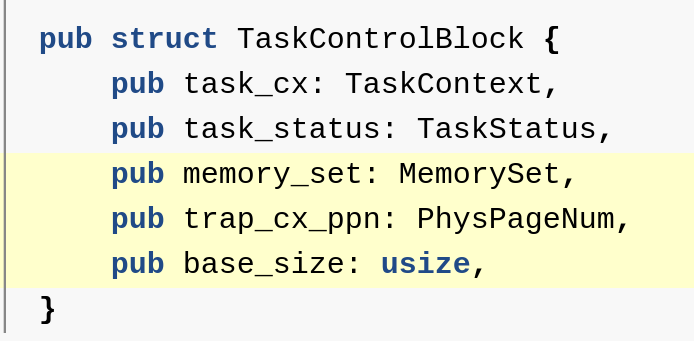 pub struct TaskControlBlock {
    pub task_cx: TaskContext,
    pub task_status: TaskStatus,
    pub memory_set: MemorySet,
    pub trap_cx_ppn: PhysPageNum,
    pub base_size: usize,
}